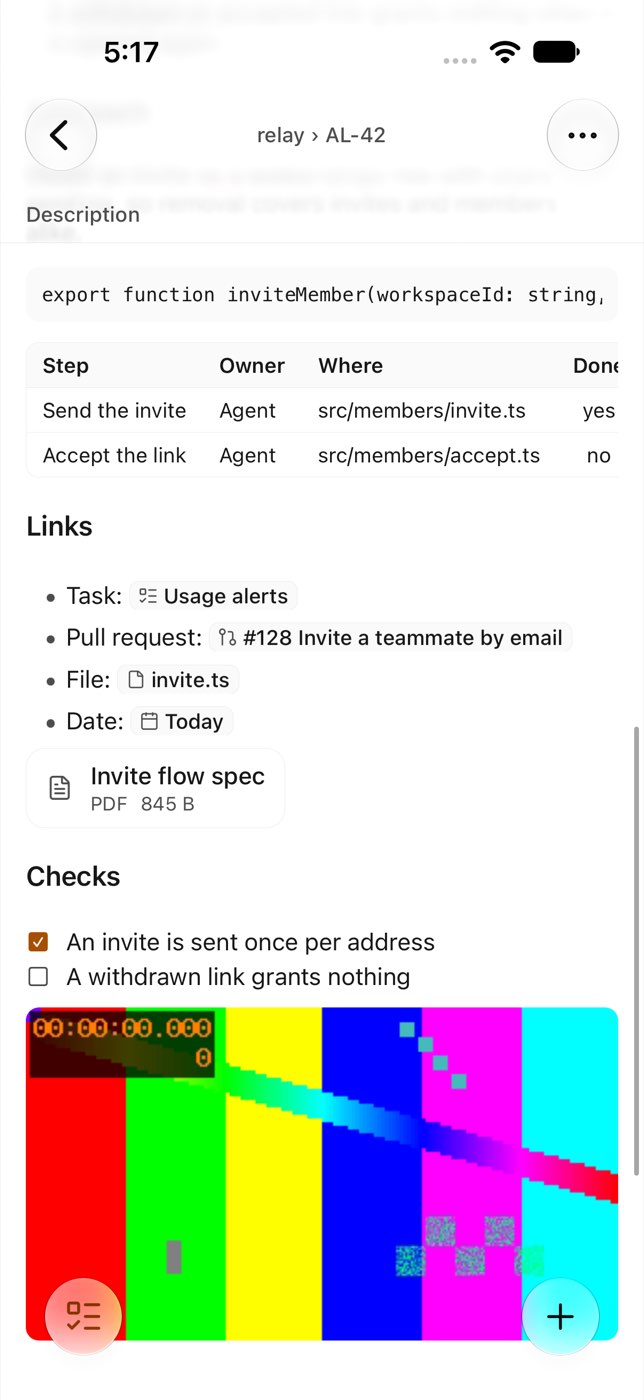 5:17
relay › AL-42
Description
export function inviteMember(workspaceId: string,
Step Owner Where Done
Send the invite Agent src/members/invite.ts yes
Accept the link Agent src/members/accept.ts no
Links
• Task: Usage alerts
• Pull request: #128 Invite a teammate by email
• File: invite.ts
• Date: Today
Invite flow spec
PDF 845 B
Checks
An invite is sent once per address
A withdrawn link grants nothing
00:00:00.000
0